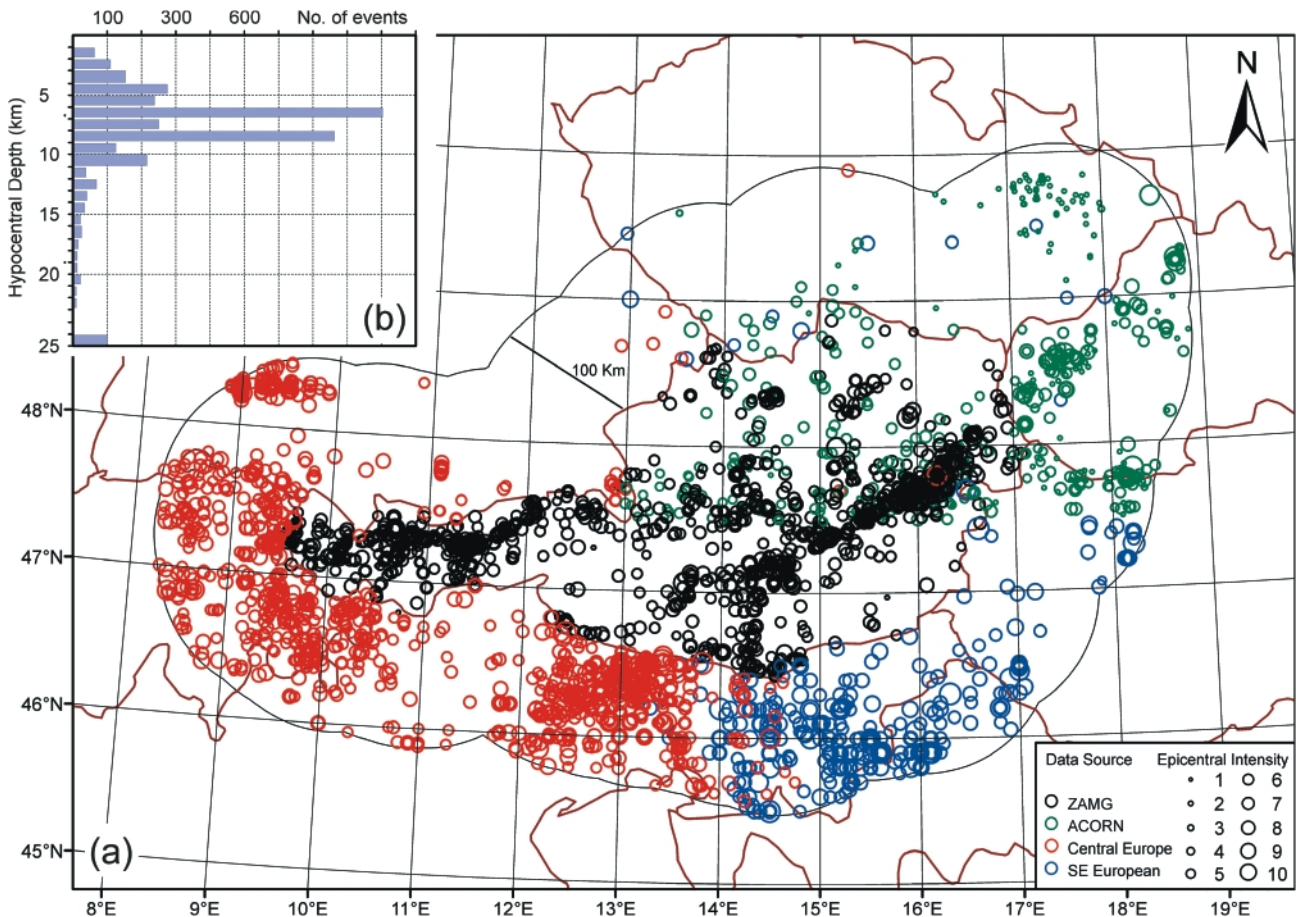 100 300 600 No. of events
Hypocentral Depth (km)
5
10
15
20
25
(b)
N
100 Km
48°N
47°N
46°N
45°N
(a)
Data Source
ZAMG
ACORN
Central Europe
SE European
Epicentral Intensity
1 6
2 7
3 8
4 9
5 10
8°E 9°E 10°E 11°E 12°E 13°E 14°E 15°E 16°E 17°E 18°E 19°E